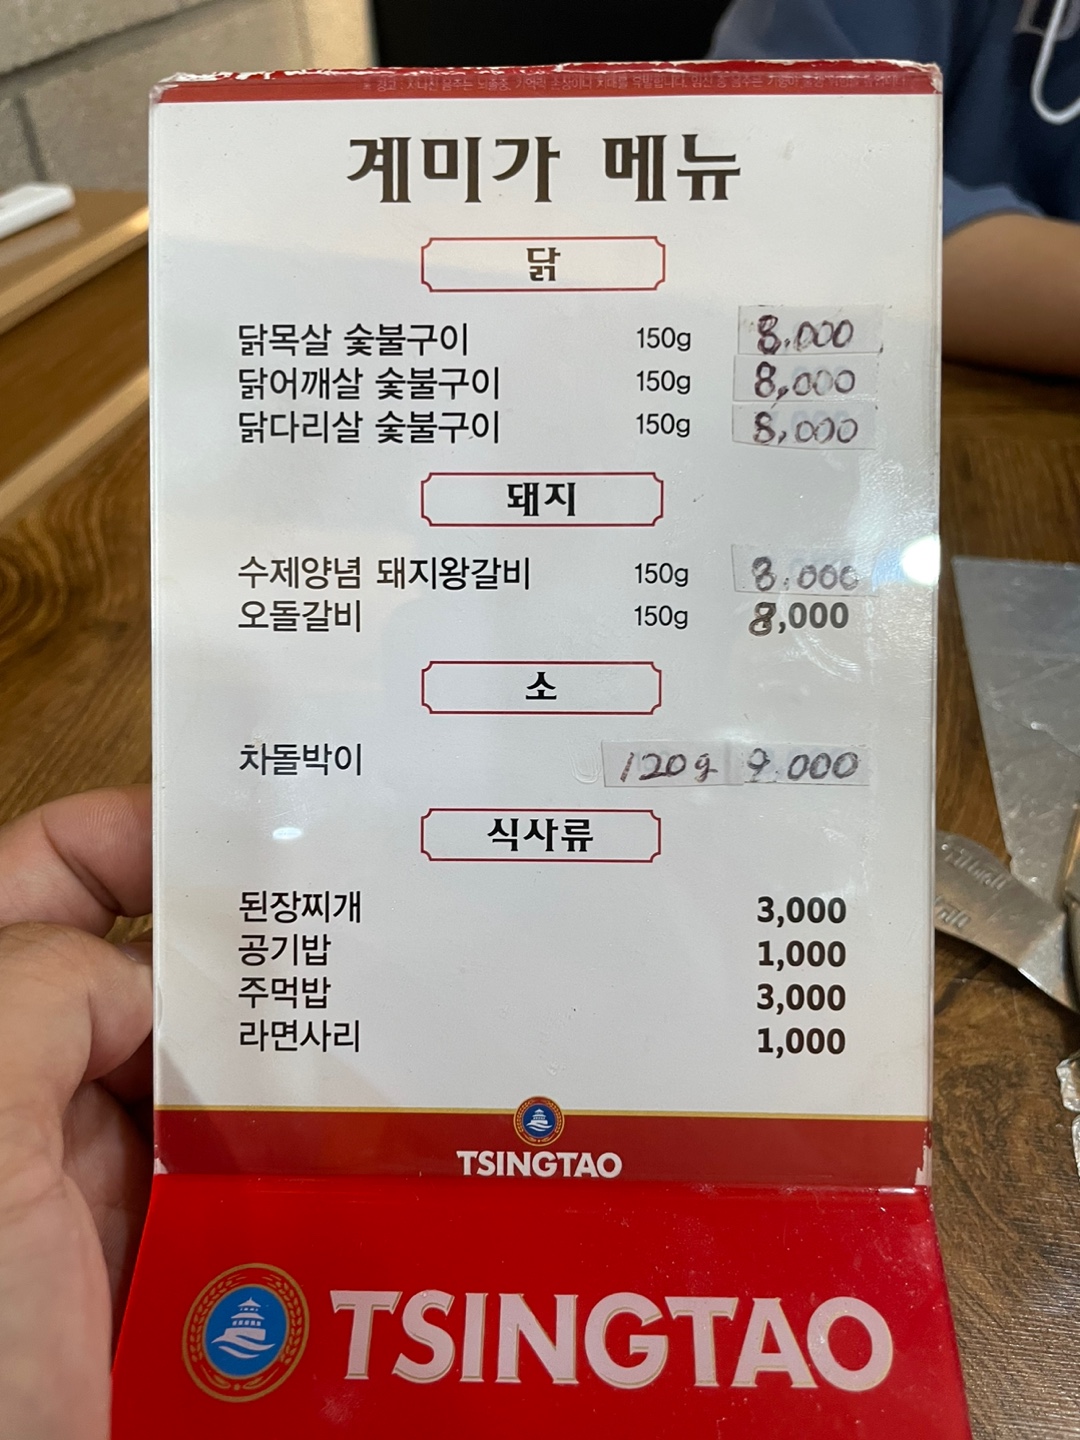 계미가 메뉴
닭
닭목살 숯불구이 150g 8,000
닭어깨살 숯불구이 150g 8,000
닭다리살 숯불구이 150g 8,000
돼지
수제양념 돼지왕갈비 150g 8,000
오돌갈비 150g 8,000
소
차돌박이 120g 9,000
식사류
된장찌개 3,000
공기밥 1,000
주먹밥 3,000
라면사리 1,000
TSINGTAO
TSINGTAO